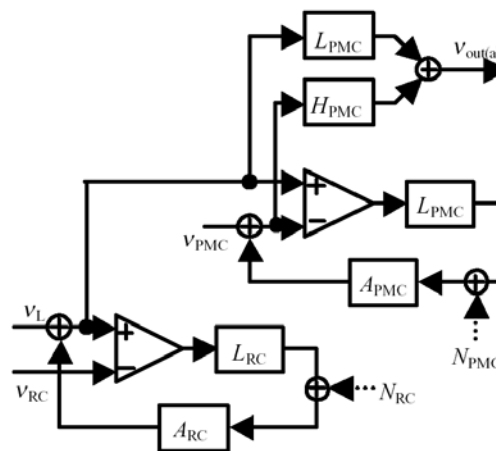 L_PMC
v_out(a
H_PMC
+
−
L_PMC
v_PMC
A_PMC
N_PMC
v_L
+
−
L_RC
v_RC
N_RC
A_RC